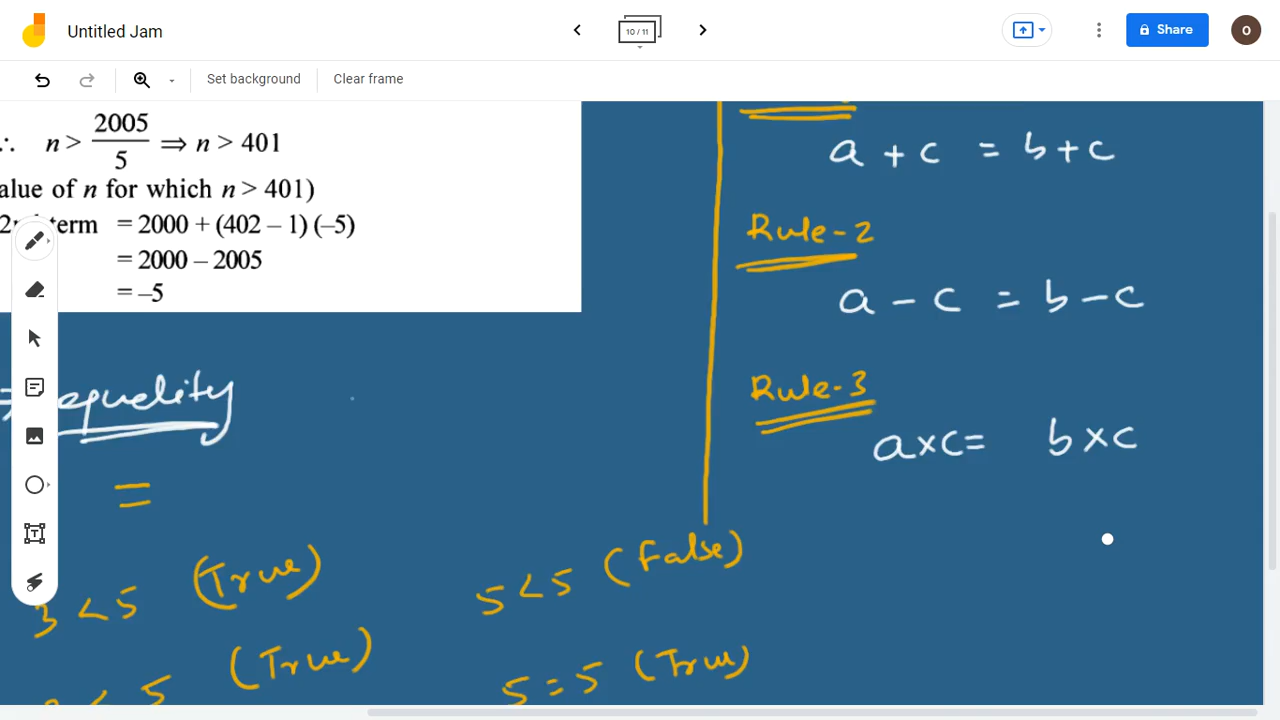 Untitled Jam
10 / 11
Share
O
Set background
Clear frame
∴ n > 2005/5 ⇒ n > 401
alue of n for which n > 401)
term = 2000 + (402 – 1) (–5)
= 2000 – 2005
= –5
equality
=
3 < 5 (True)
5 < 5 (False)
< 5 (True)
5 = 5 (True)
a + c = b + c
Rule-2
a - c = b - c
Rule-3
a×c= b×c